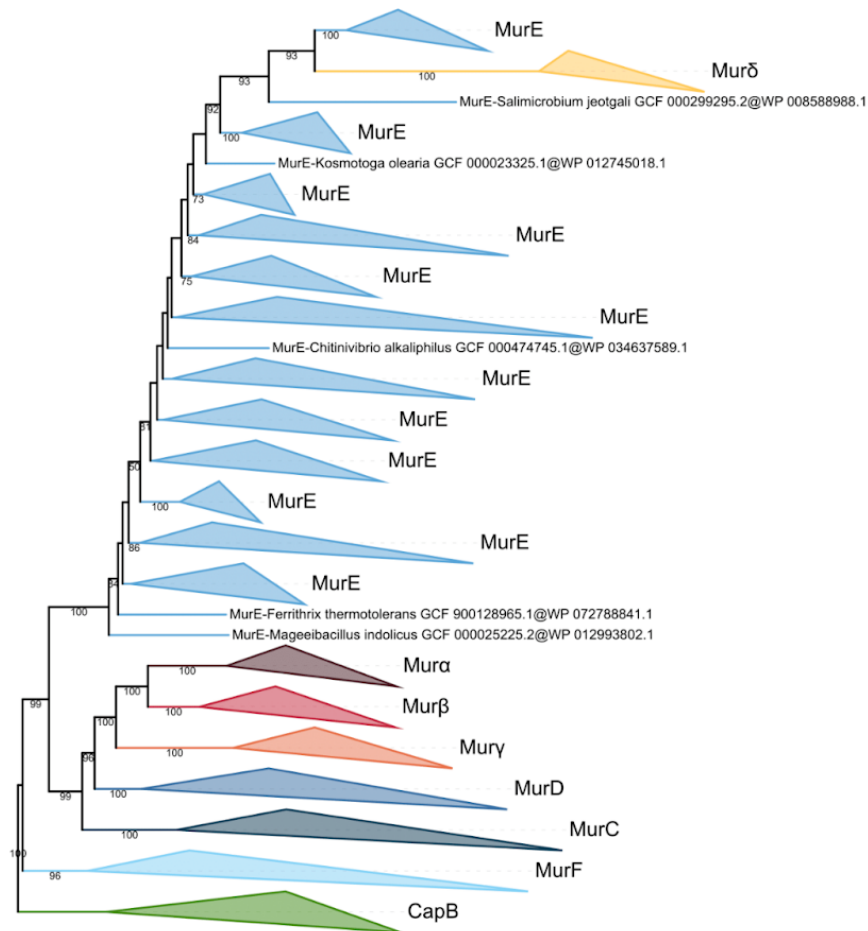 100
MurE
93
100
Murδ
93
MurE-Salimicrobium jeotgali GCF 000299295.2@WP 008588988.1
92
100
MurE
MurE-Kosmotoga olearia GCF 000023325.1@WP 012745018.1
73
MurE
84
MurE
75
MurE
MurE
MurE-Chitinivibrio alkaliphilus GCF 000474745.1@WP 034637589.1
MurE
81
MurE
50
MurE
100
MurE
86
MurE
MurE
MurE-Ferrithrix thermotolerans GCF 900128965.1@WP 072788841.1
100
MurE-Mageeibacillus indolicus GCF 000025225.2@WP 012993802.1
100
Murα
100
100
Murβ
99
100
100
Murγ
96
100
MurD
99
100
MurC
100
96
MurF
CapB